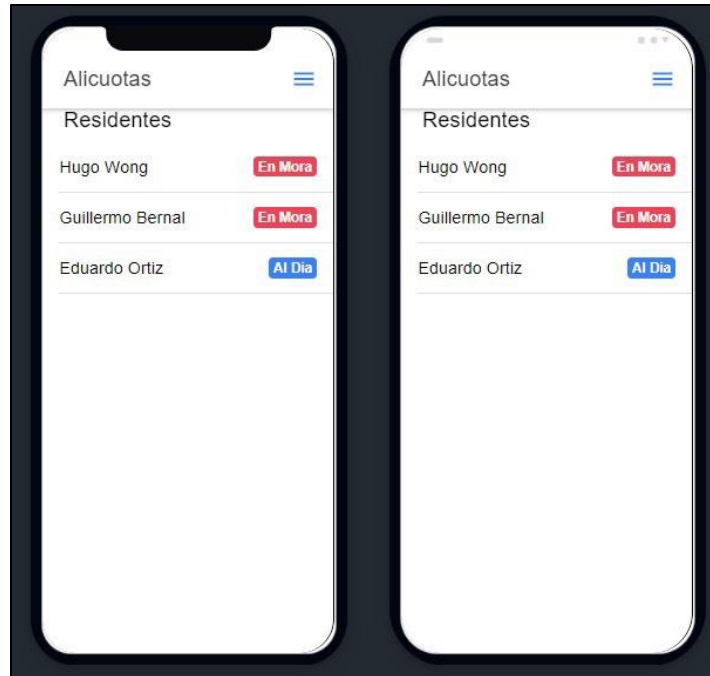 Alicuotas
Residentes
Hugo Wong En Mora
Guillermo Bernal En Mora
Eduardo Ortiz Al Dia
Alicuotas
Residentes
Hugo Wong En Mora
Guillermo Bernal En Mora
Eduardo Ortiz Al Dia